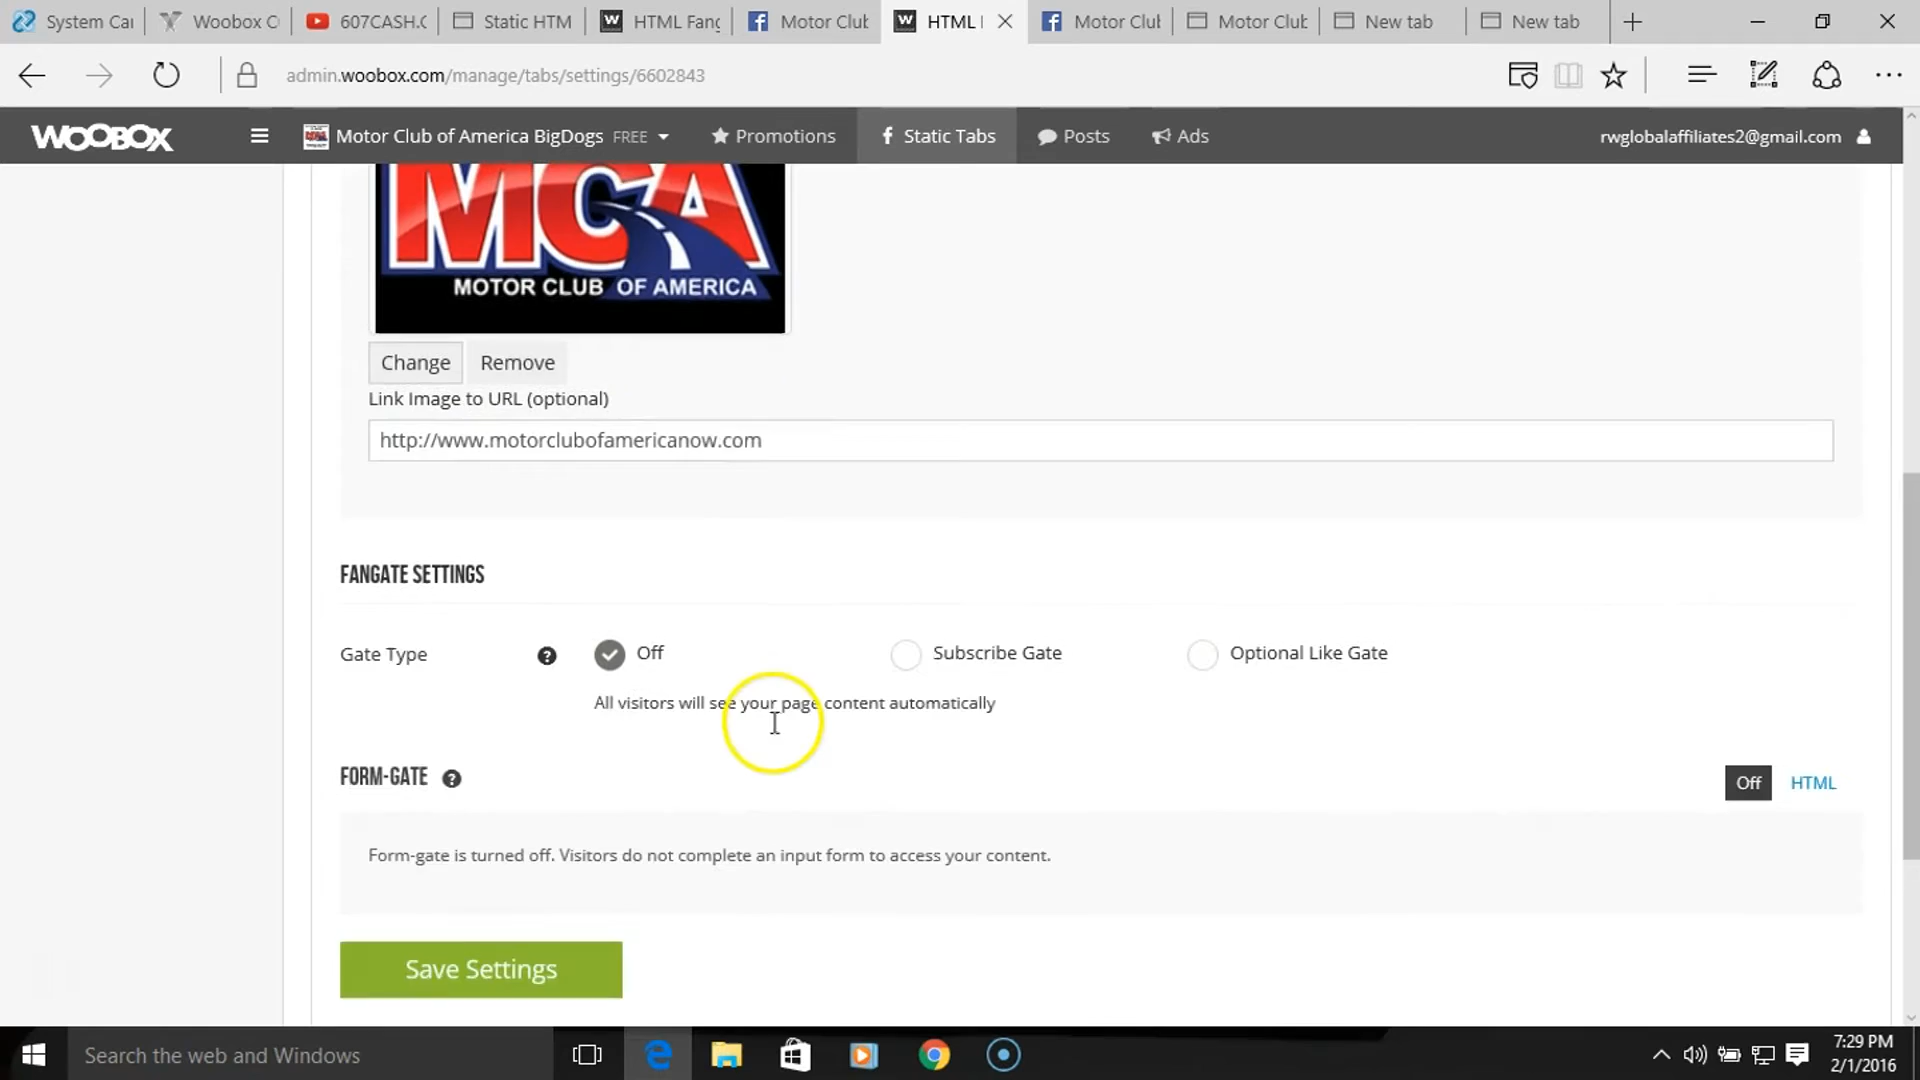 System Car
Woobox C
607CASH.C
Static HTM
HTML Fang
Motor Club
HTML
Motor Clul
Motor Club
New tab
New tab
admin.woobox.com/manage/tabs/settings/6602843
WOOBOX
Motor Club of America BigDogs FREE
Promotions
Static Tabs
Posts
Ads
rwglobalaffiliates2@gmail.com
MCA
MOTOR CLUB OF AMERICA
Change
Remove
Link Image to URL (optional)
http://www.motorclubofamericanow.com
FANGATE SETTINGS
Gate Type
?
Off
Subscribe Gate
Optional Like Gate
All visitors will see your page content automatically
FORM-GATE ?
Off
HTML
Form-gate is turned off. Visitors do not complete an input form to access your content.
Save Settings
Search the web and Windows
7:29 PM
2/1/2016